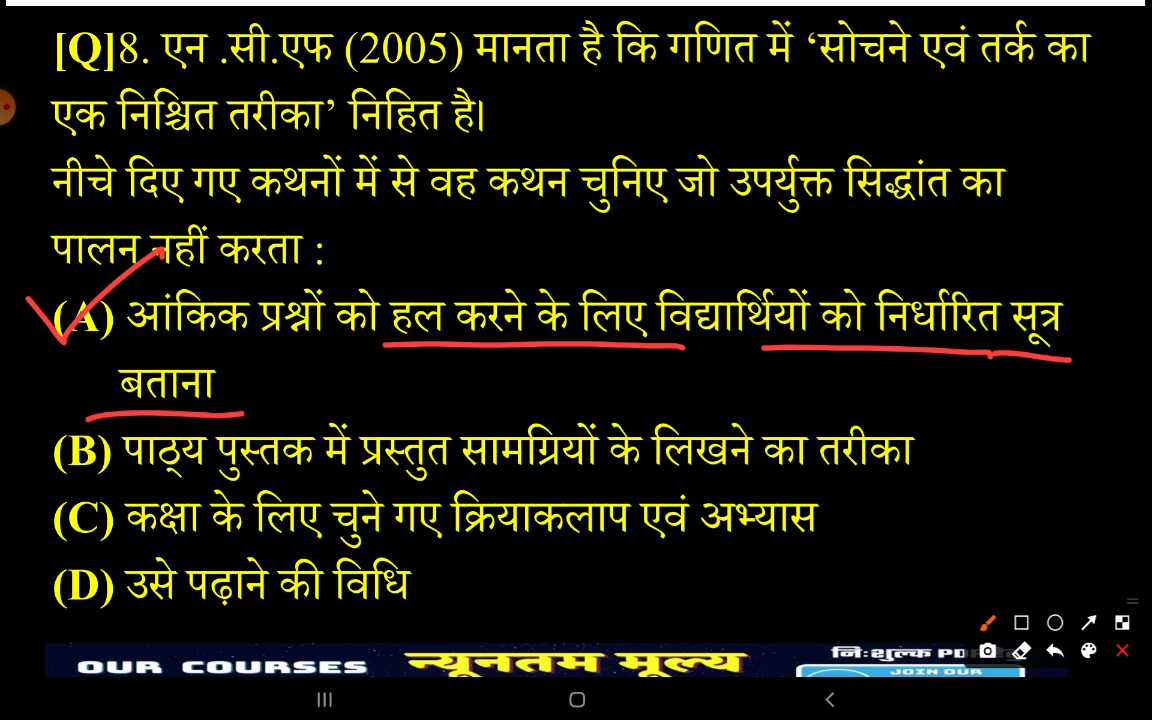 [Q]8. एन .सी.एफ (2005) मानता है कि गणित में ‘सोचने एवं तर्क का
एक निश्चित तरीका’ निहित है।
नीचे दिए गए कथनों में से वह कथन चुनिए जो उपर्युक्त सिद्धांत का
पालन नहीं करता :
(A) आंकिक प्रश्नों को हल करने के लिए विद्यार्थियों को निर्धारित सूत्र
बताना
(B) पाठ्य पुस्तक में प्रस्तुत सामग्रियों के लिखने का तरीका
(C) कक्षा के लिए चुने गए क्रियाकलाप एवं अभ्यास
(D) उसे पढ़ाने की विधि
OUR COURSES न्यूनतम मूल्य निःशुल्क
JOIN OUR